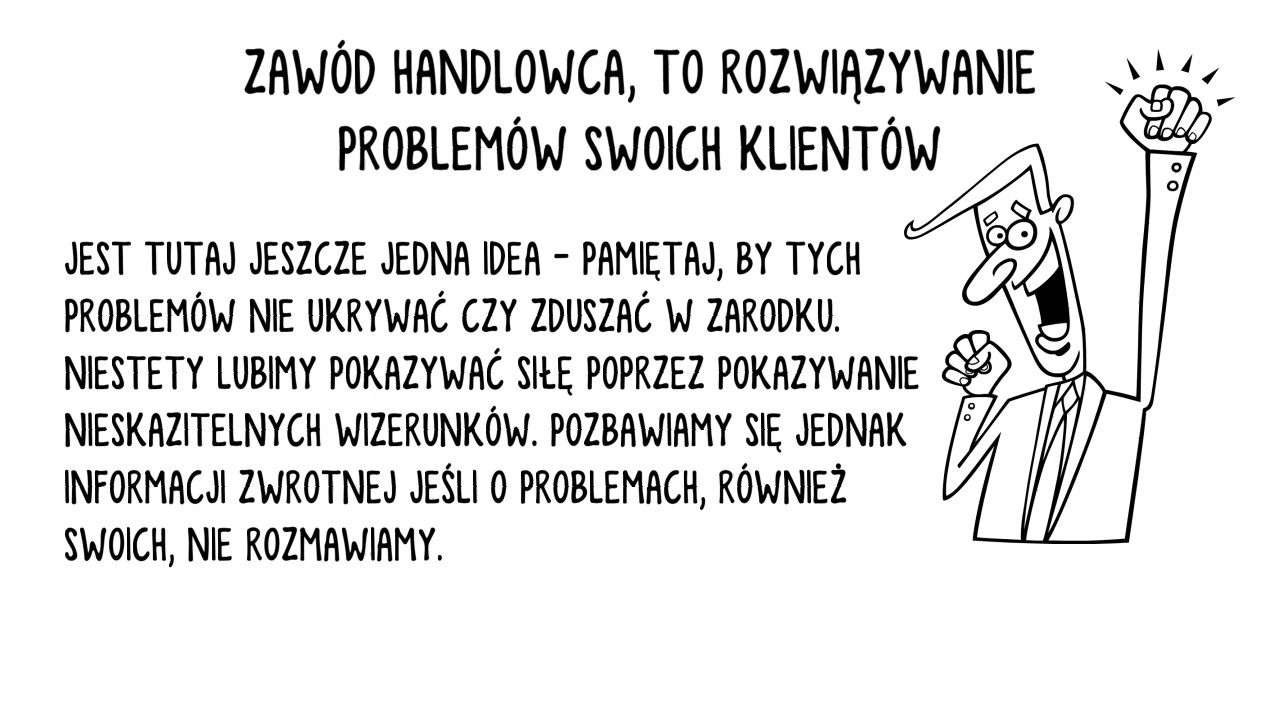 ZAWÓD HANDLOWCA, TO ROZWIĄZYWANIE
PROBLEMÓW SWOICH KLIENTÓW
JEST TUTAJ JESZCZE JEDNA IDEA - PAMIĘTAJ, BY TYCH
PROBLEMÓW NIE UKRYWAĆ CZY ZDUSZAĆ W ZARODKU.
NIESTETY LUBIMY POKAZYWAĆ SIŁĘ POPRZEZ POKAZYWANIE
NIESKAZITELNYCH WIZERUNKÓW. POZBAWIAMY SIĘ JEDNAK
INFORMACJI ZWROTNEJ JEŚLI O PROBLEMACH, RÓWNIEŻ
SWOICH, NIE ROZMAWIAMY.